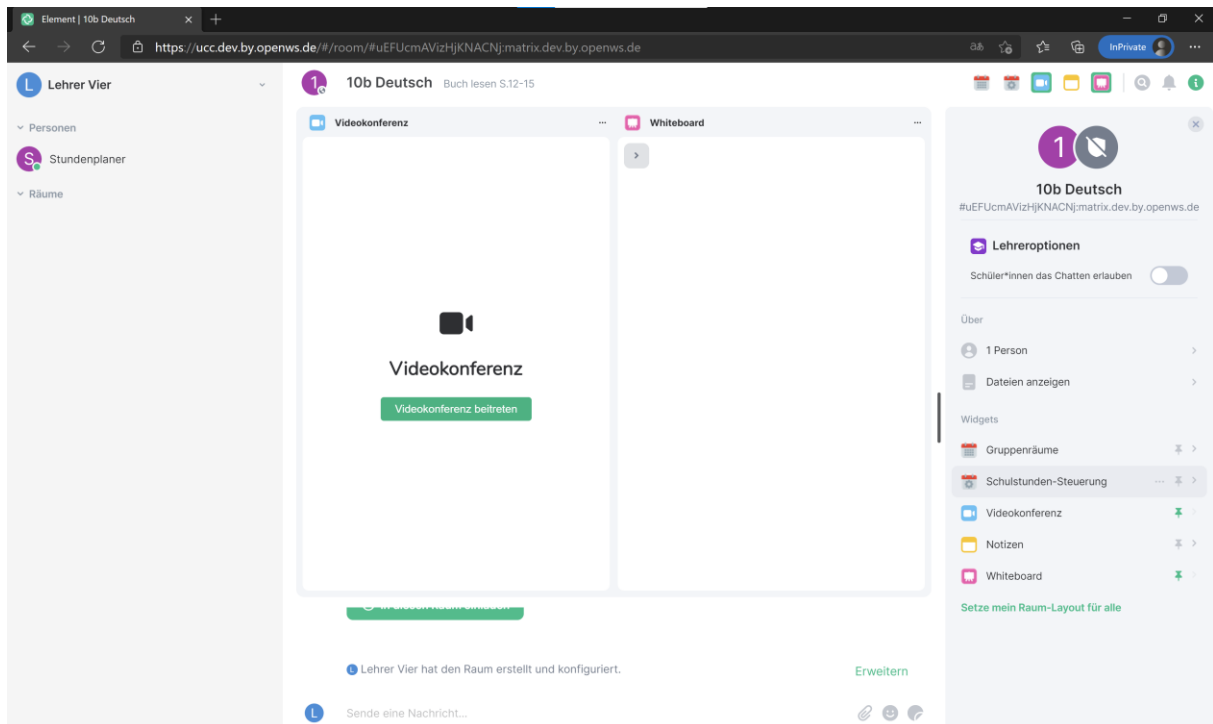 Element | 10b Deutsch
https://ucc.dev.by.openws.de/#/room/#uEFUcmAVizHjKNACNj:matrix.dev.by.openws.de
InPrivate
L Lehrer Vier
Personen
S Stundenplaner
Räume
1 10b Deutsch Buch lesen S.12-15
Videokonferenz
Whiteboard
Videokonferenz
Videokonferenz beitreten
L Lehrer Vier hat den Raum erstellt und konfiguriert.
Erweitern
L Sende eine Nachricht...
1
10b Deutsch
#uEFUcmAVizHjKNACNj:matrix.dev.by.openws.de
Lehreroptionen
Schüler*innen das Chatten erlauben
Über
1 Person
Dateien anzeigen
Widgets
Gruppenräume
Schulstunden-Steuerung
Videokonferenz
Notizen
Whiteboard
Setze mein Raum-Layout für alle